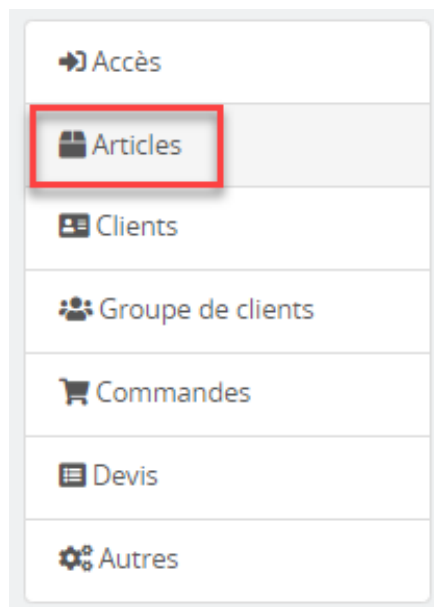 Accès
Articles
Clients
Groupe de clients
Commandes
Devis
Autres